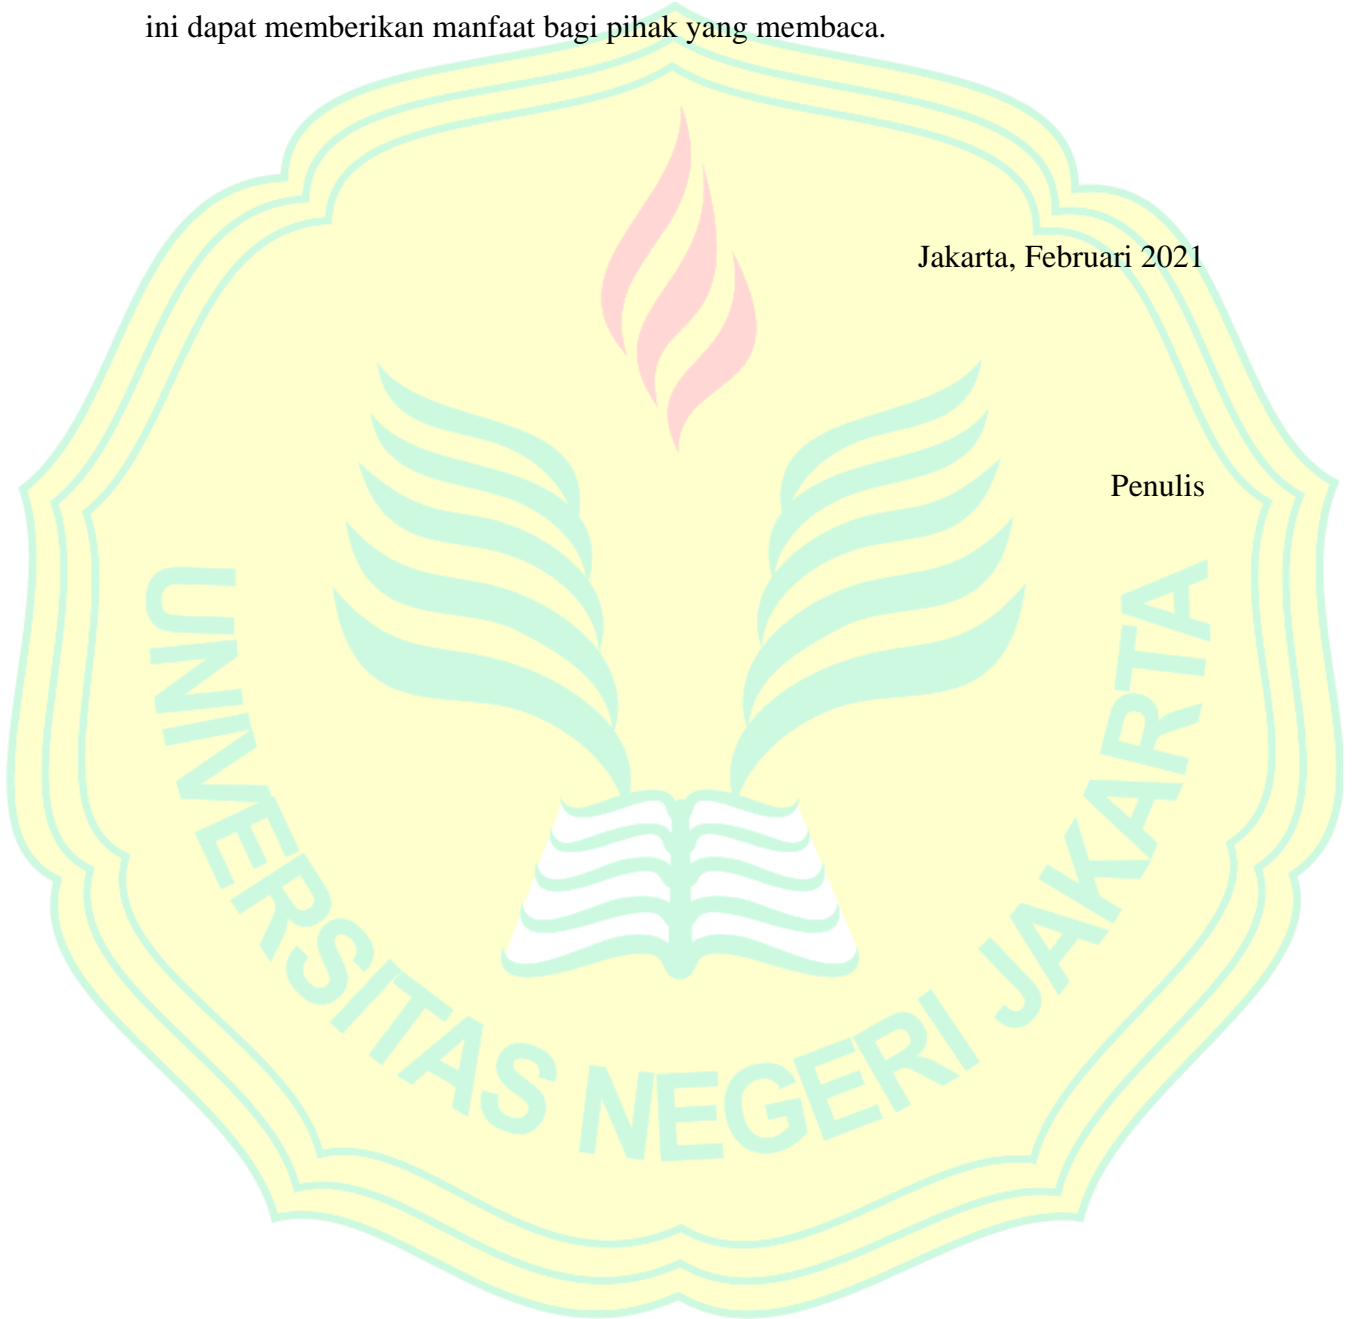 ini dapat memberikan manfaat bagi pihak yang membaca.
Jakarta, Februari 2021
Penulis
UNIVERSITAS NEGERI JAKARTA